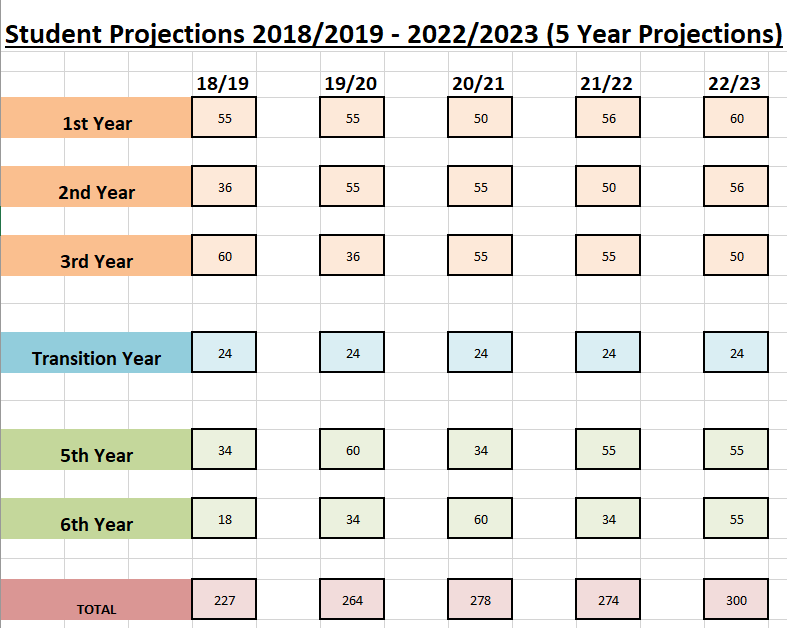 Student Projections 2018/2019 - 2022/2023 (5 Year Projections)
18/19 19/20 20/21 21/22 22/23
1st Year 55 55 50 56 60
2nd Year 36 55 55 50 56
3rd Year 60 36 55 55 50
Transition Year 24 24 24 24 24
5th Year 34 60 34 55 55
6th Year 18 34 60 34 55
TOTAL 227 264 278 274 300